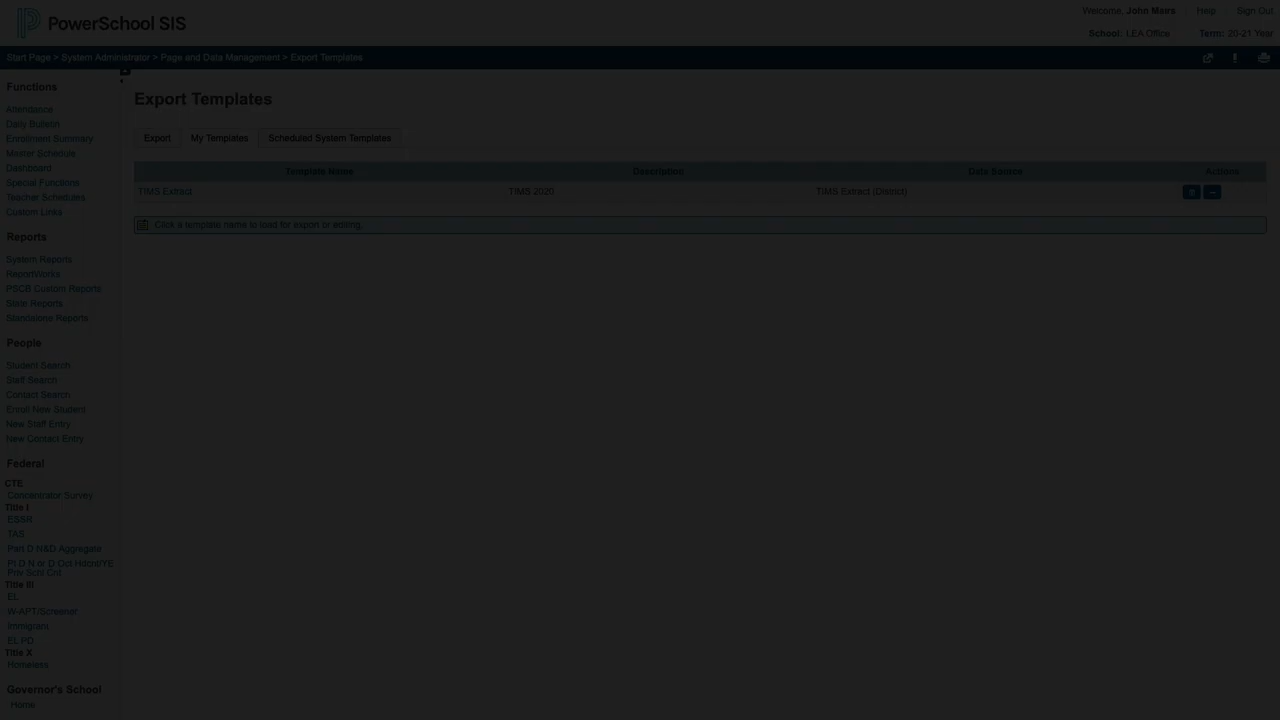 PowerSchool SIS
Welcome, John Mairs Help Sign Out
School: LEA Office Term: 20-21 Year
Start Page > System Administrator > Page and Data Management > Export Templates
Functions
Attendance
Daily Bulletin
Enrollment Summary
Master Schedule
Dashboard
Special Functions
Teacher Schedules
Custom Links
Reports
System Reports
ReportWorks
PSCB Custom Reports
State Reports
Standalone Reports
People
Student Search
Staff Search
Contact Search
Enroll New Student
New Staff Entry
New Contact Entry
Federal
CTE
Concentrator Survey
Title I
ESSR
TAS
Part D N&D Aggregate
Pt D N or D Oct Hdcnt/YE
Priv Schl Cnt
Title III
EL
W-APT/Screener
Immigrant
EL PD
Title X
Homeless
Governor's School
Home
Export Templates
Export My Templates Scheduled System Templates
Template Name Description Data Source Actions
TIMS Extract TIMS 2020 TIMS Extract (District)
Click a template name to load for export or editing.